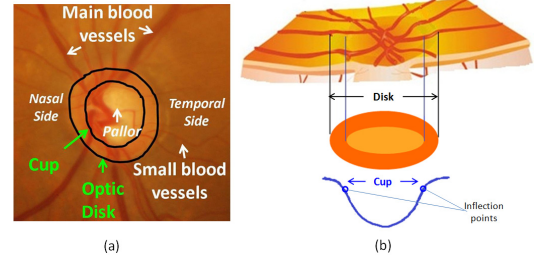 Main blood
vessels
Nasal
Side
Temporal
Side
Pallor
Cup
Small blood
vessels
Optic
Disk
(a)
(b)
Disk
Cup
Inflection
points